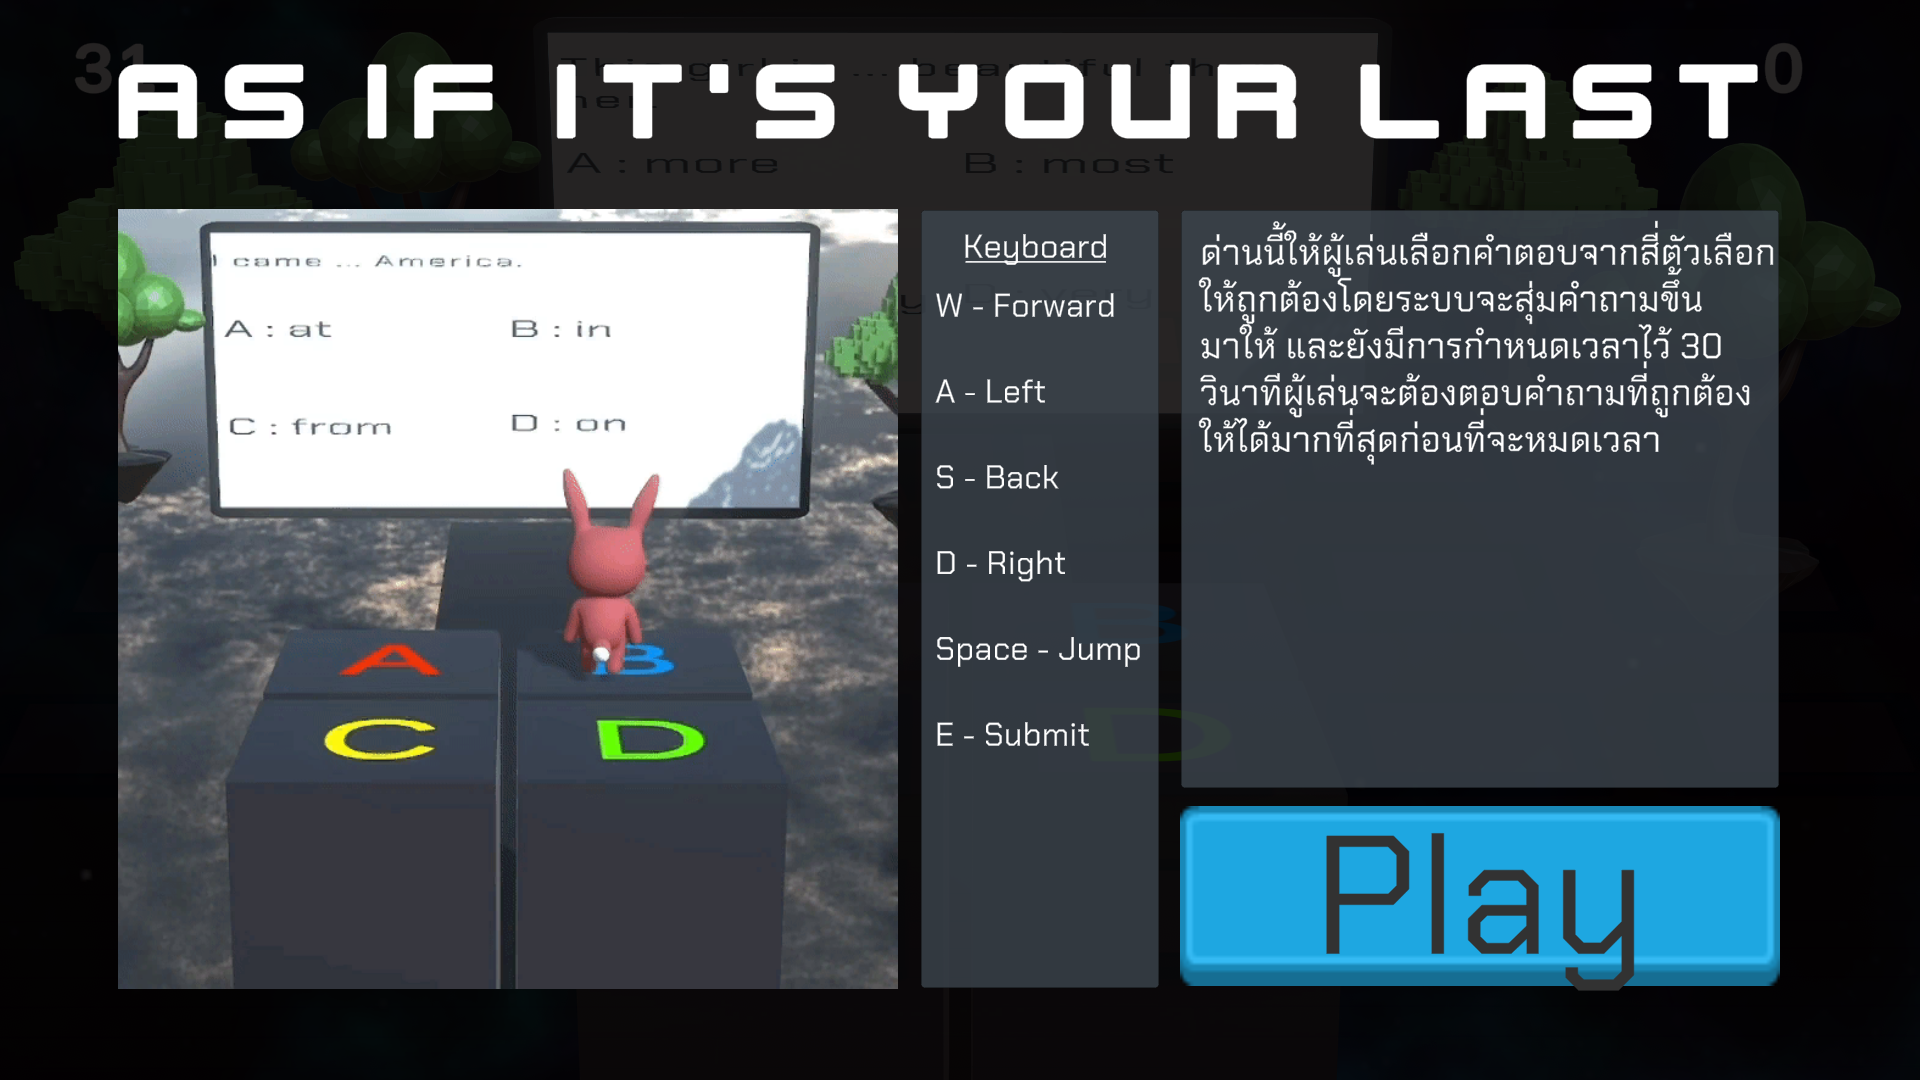 31
0
AS IF IT'S YOUR LAST
A : more
B : most
I came ... America.
A : at
B : in
C : from
D : on
A
B
C
D
Keyboard
W - Forward
A - Left
S - Back
D - Right
Space - Jump
E - Submit
ด่านนี้ให้ผู้เล่นเลือกคำตอบจากสี่ตัวเลือก
ให้ถูกต้องโดยระบบจะสุ่มคำถามขึ้น
มาให้ และยังมีการกำหนดเวลาไว้ 30
วินาทีผู้เล่นจะต้องตอบคำถามที่ถูกต้อง
ให้ได้มากที่สุดก่อนที่จะหมดเวลา
B
D
Play